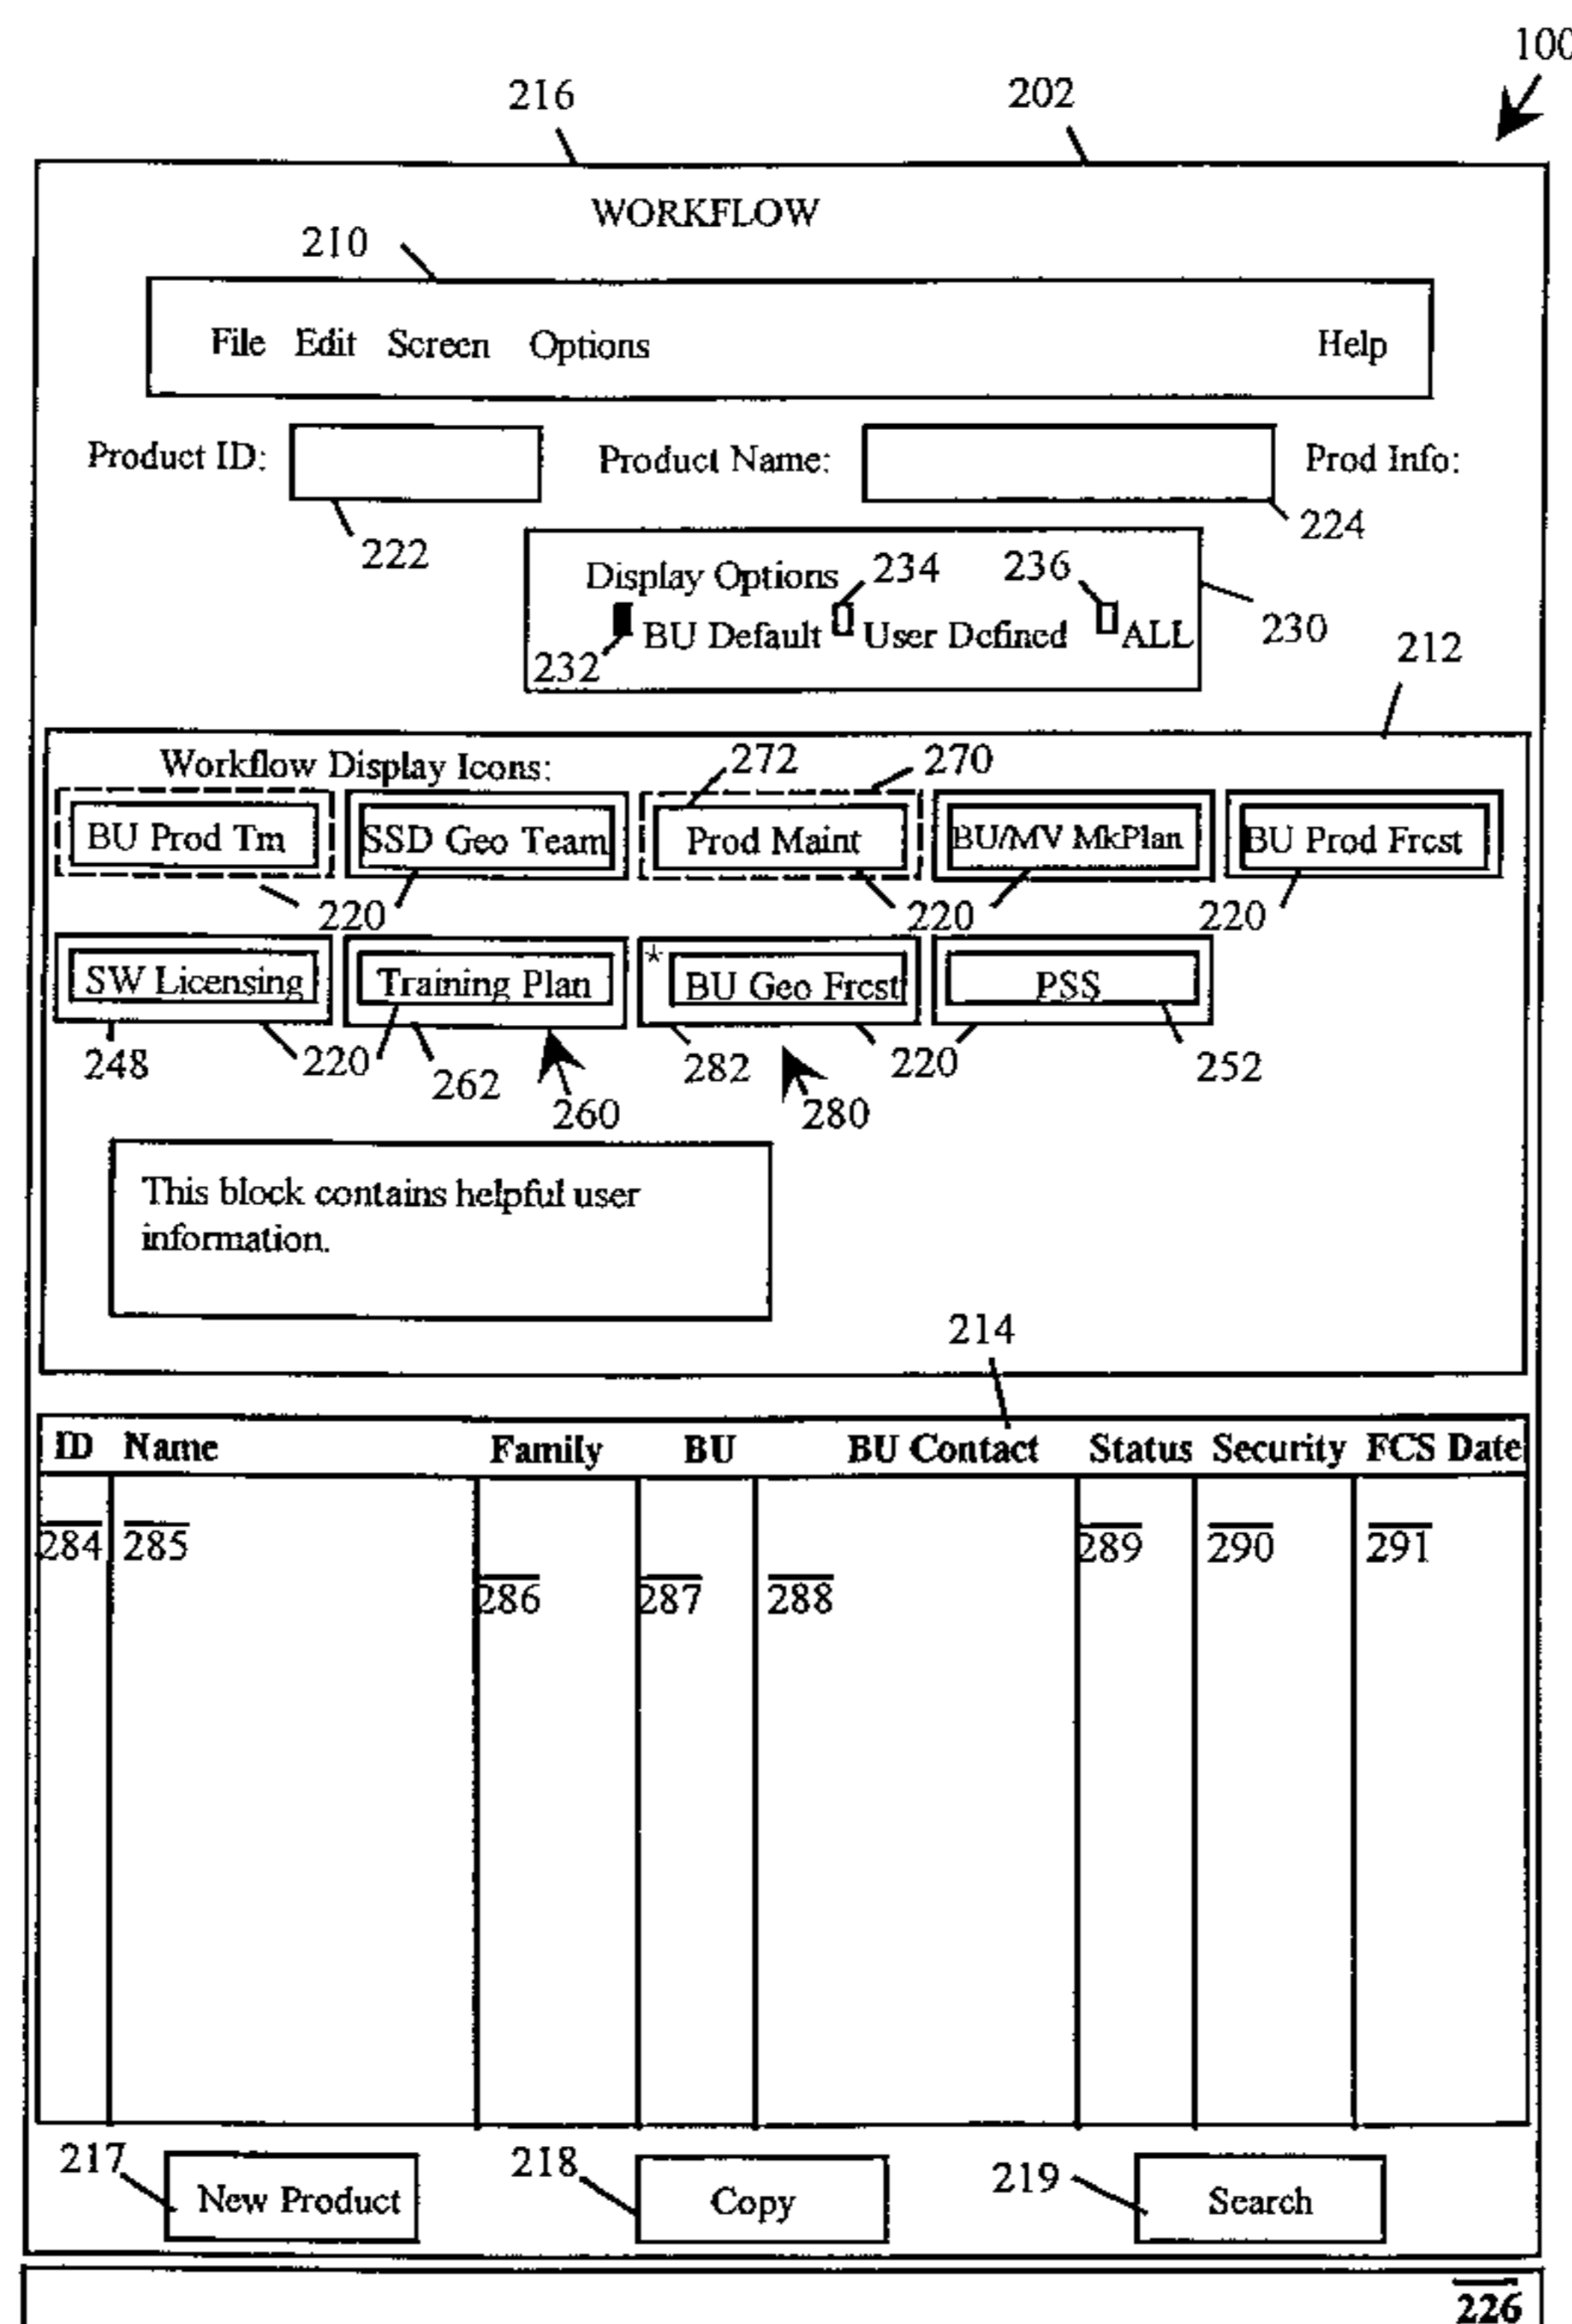 100
216 202
WORKFLOW
210
File Edit Screen Options Help
Product ID: Product Name: Prod Info:
222 224
Display Options 234 236
BU Default User Defined ALL
232 230
212
Workflow Display Icons: 272 270
BU Prod Tm SSD Geo Team Prod Maint BU/MV MkPlan BU Prod Frcst
220 220 220
SW Licensing Training Plan * BU Geo Frcst PSS
248 220 262 260 282 280 220 252
This block contains helpful user
information.
214
ID Name Family BU BU Contact Status Security FCS Date
284 285 289 290 291
286 287 288
217 218 219
New Product Copy Search
226